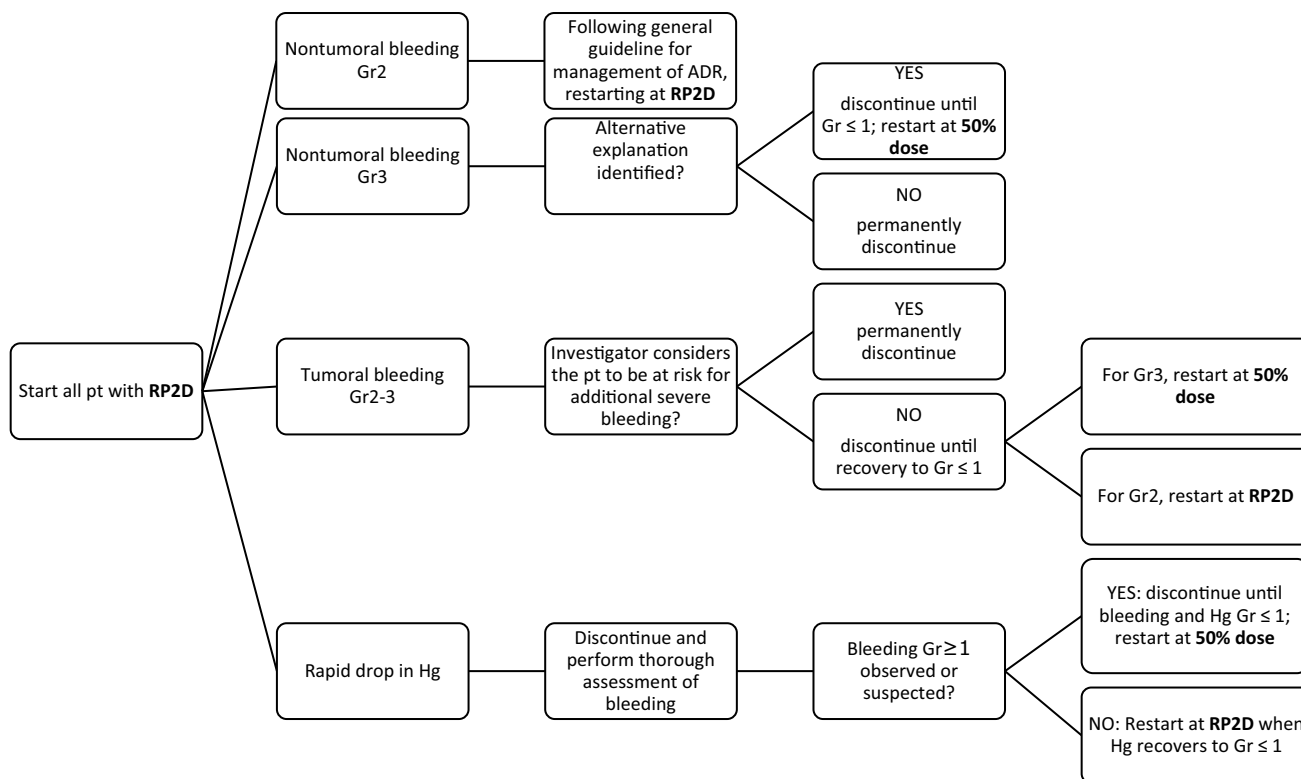 Start all pt with RP2D
Nontumoral bleeding
Gr2
Following general
guideline for
management of ADR,
restarting at RP2D
Nontumoral bleeding
Gr3
Alternative
explanation
identified?
YES
discontinue until
Gr ≤ 1; restart at 50%
dose
NO
permanently
discontinue
Tumoral bleeding
Gr2-3
Investigator considers
the pt to be at risk for
additional severe
bleeding?
YES
permanently
discontinue
NO
discontinue until
recovery to Gr ≤ 1
For Gr3, restart at 50%
dose
For Gr2, restart at RP2D
Rapid drop in Hg
Discontinue and
perform thorough
assessment of
bleeding
Bleeding Gr≥1
observed or
suspected?
YES: discontinue until
bleeding and Hg Gr ≤ 1;
restart at 50% dose
NO: Restart at RP2D when
Hg recovers to Gr ≤ 1